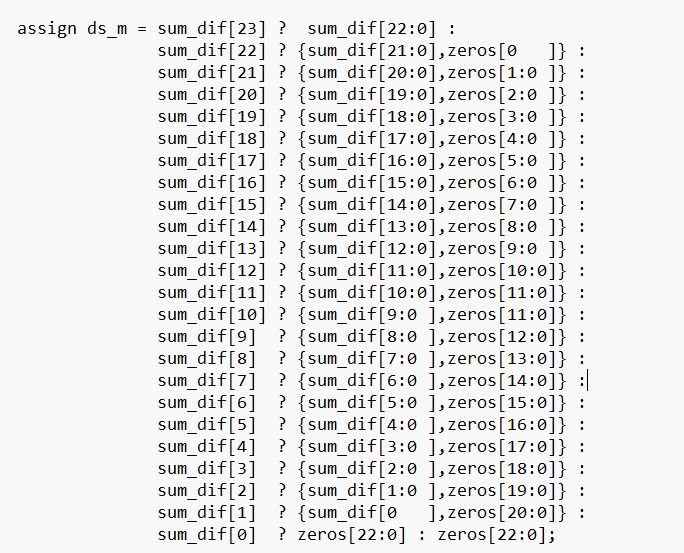 assign ds_m = sum_dif[23] ?  sum_dif[22:0] :
              sum_dif[22] ? {sum_dif[21:0],zeros[0   ]} :
              sum_dif[21] ? {sum_dif[20:0],zeros[1:0 ]} :
              sum_dif[20] ? {sum_dif[19:0],zeros[2:0 ]} :
              sum_dif[19] ? {sum_dif[18:0],zeros[3:0 ]} :
              sum_dif[18] ? {sum_dif[17:0],zeros[4:0 ]} :
              sum_dif[17] ? {sum_dif[16:0],zeros[5:0 ]} :
              sum_dif[16] ? {sum_dif[15:0],zeros[6:0 ]} :
              sum_dif[15] ? {sum_dif[14:0],zeros[7:0 ]} :
              sum_dif[14] ? {sum_dif[13:0],zeros[8:0 ]} :
              sum_dif[13] ? {sum_dif[12:0],zeros[9:0 ]} :
              sum_dif[12] ? {sum_dif[11:0],zeros[10:0]} :
              sum_dif[11] ? {sum_dif[10:0],zeros[11:0]} :
              sum_dif[10] ? {sum_dif[9:0 ],zeros[11:0]} :
              sum_dif[9]  ? {sum_dif[8:0 ],zeros[12:0]} :
              sum_dif[8]  ? {sum_dif[7:0 ],zeros[13:0]} :
              sum_dif[7]  ? {sum_dif[6:0 ],zeros[14:0]} :
              sum_dif[6]  ? {sum_dif[5:0 ],zeros[15:0]} :
              sum_dif[5]  ? {sum_dif[4:0 ],zeros[16:0]} :
              sum_dif[4]  ? {sum_dif[3:0 ],zeros[17:0]} :
              sum_dif[3]  ? {sum_dif[2:0 ],zeros[18:0]} :
              sum_dif[2]  ? {sum_dif[1:0 ],zeros[19:0]} :
              sum_dif[1]  ? {sum_dif[0   ],zeros[20:0]} :
              sum_dif[0]  ? zeros[22:0] : zeros[22:0];